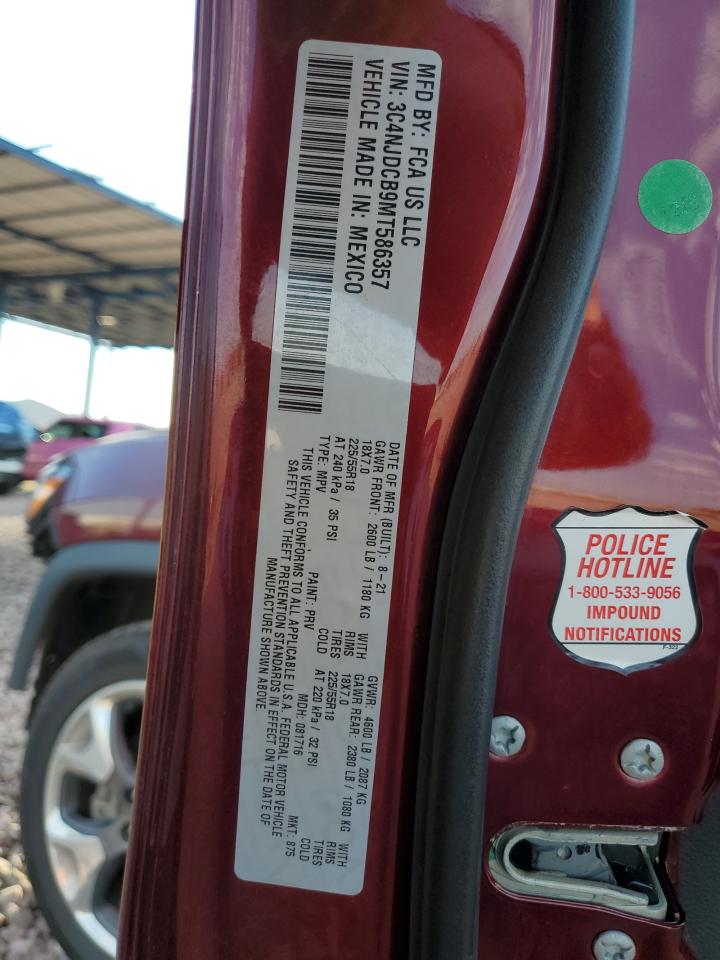 MFD BY: FCA US LLC
VIN: 3C4NJDCB9MT586357
VEHICLE MADE IN: MEXICO
DATE OF MFR (BUILT): 8-21 GVWR: 4600 LB / 2087 KG
GAWR FRONT: 2600 LB / 1180 KG WITH GAWR REAR: 2380 LB / 1080 KG WITH
18X7.0 RIMS 18X7.0 RIMS
225/55R18 TIRES 225/55R18 TIRES
AT 240 kPa / 35 PSI COLD AT 220 kPa / 32 PSI COLD
TYPE: MPV PAINT: PRV MDH: 081716 MKT: 875
THIS VEHICLE CONFORMS TO ALL APPLICABLE U.S.A. FEDERAL MOTOR VEHICLE
SAFETY AND THEFT PREVENTION STANDARDS IN EFFECT ON THE DATE OF
MANUFACTURE SHOWN ABOVE.
POLICE
HOTLINE
1-800-533-9056
IMPOUND
NOTIFICATIONS